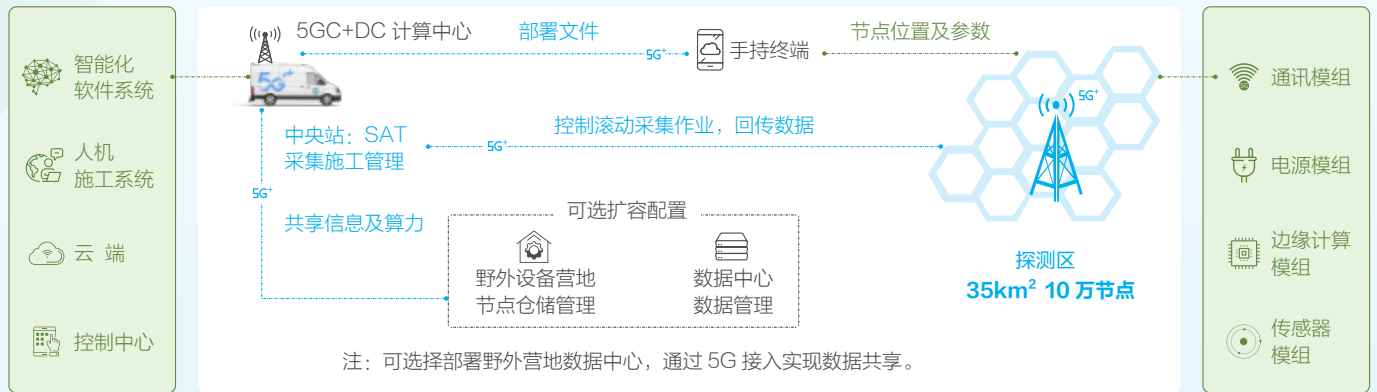 智能化
软件系统
人机
施工系统
云 端
控制中心
5GC+DC 计算中心
5G⁺
部署文件
5G⁺
手持终端
节点位置及参数
中央站：SAT
采集施工管理
5G⁺
控制滚动采集作业，回传数据
5G⁺
5G⁺
共享信息及算力
可选扩容配置
野外设备营地
节点仓储管理
数据中心
数据管理
探测区
35km² 10 万节点
注：可选择部署野外营地数据中心，通过 5G 接入实现数据共享。
5G
通讯模组
电源模组
边缘计算
模组
传感器
模组